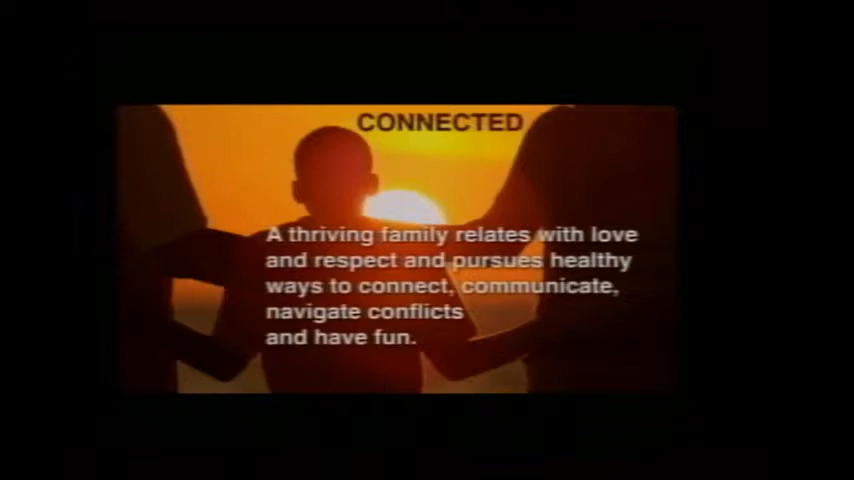 CONNECTED
A thriving family relates with love
and respect and pursues healthy
ways to connect, communicate,
navigate conflicts
and have fun.